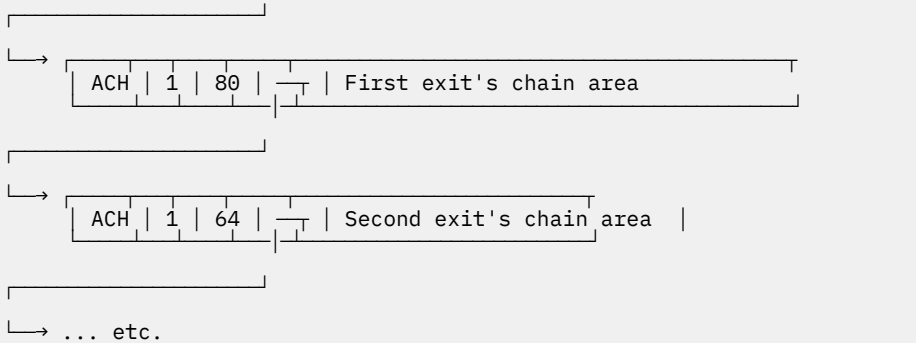 ACH 1 80 First exit's chain area
ACH 1 64 Second exit's chain area
... etc.